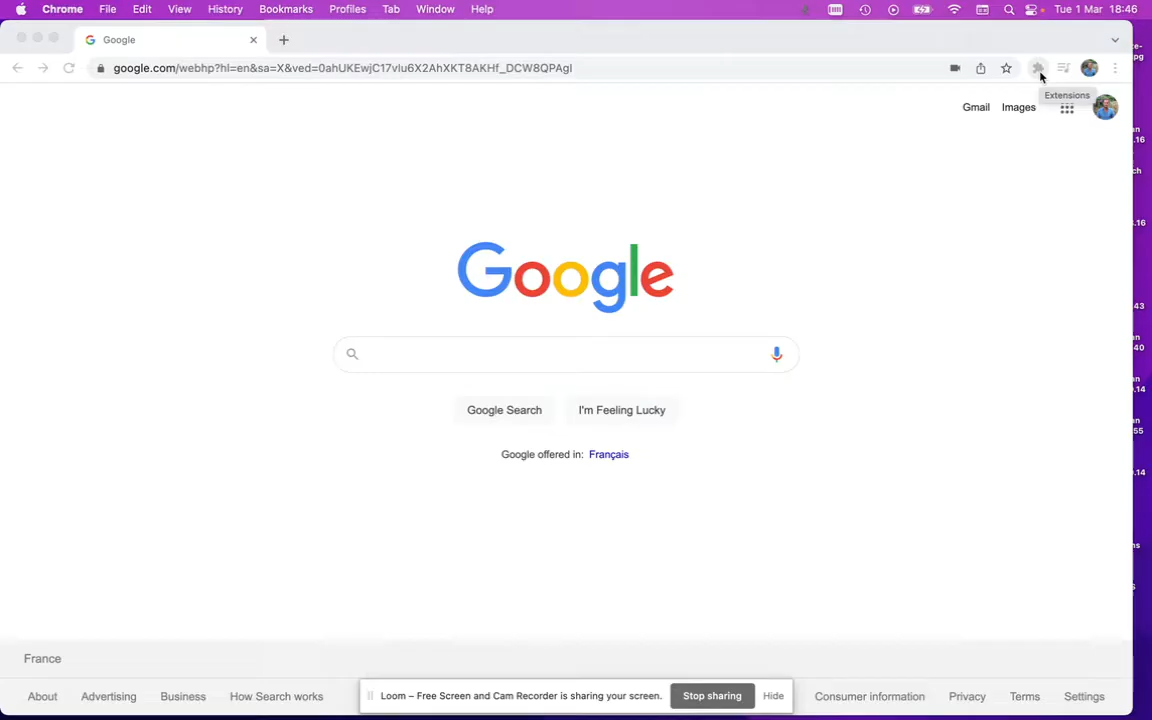 Chrome File Edit View History Bookmarks Profiles Tab Window Help Tue 1 Mar 18:46
Google
google.com/webhp?hl=en&sa=X&ved=0ahUKEwjC17vlu6X2AhXKT8AKHf_DCW8QPAgI
Extensions
Gmail Images
Google
Google Search I'm Feeling Lucky
Google offered in: Français
France
About Advertising Business How Search works
Loom – Free Screen and Cam Recorder is sharing your screen. Stop sharing Hide
Consumer information Privacy Terms Settings